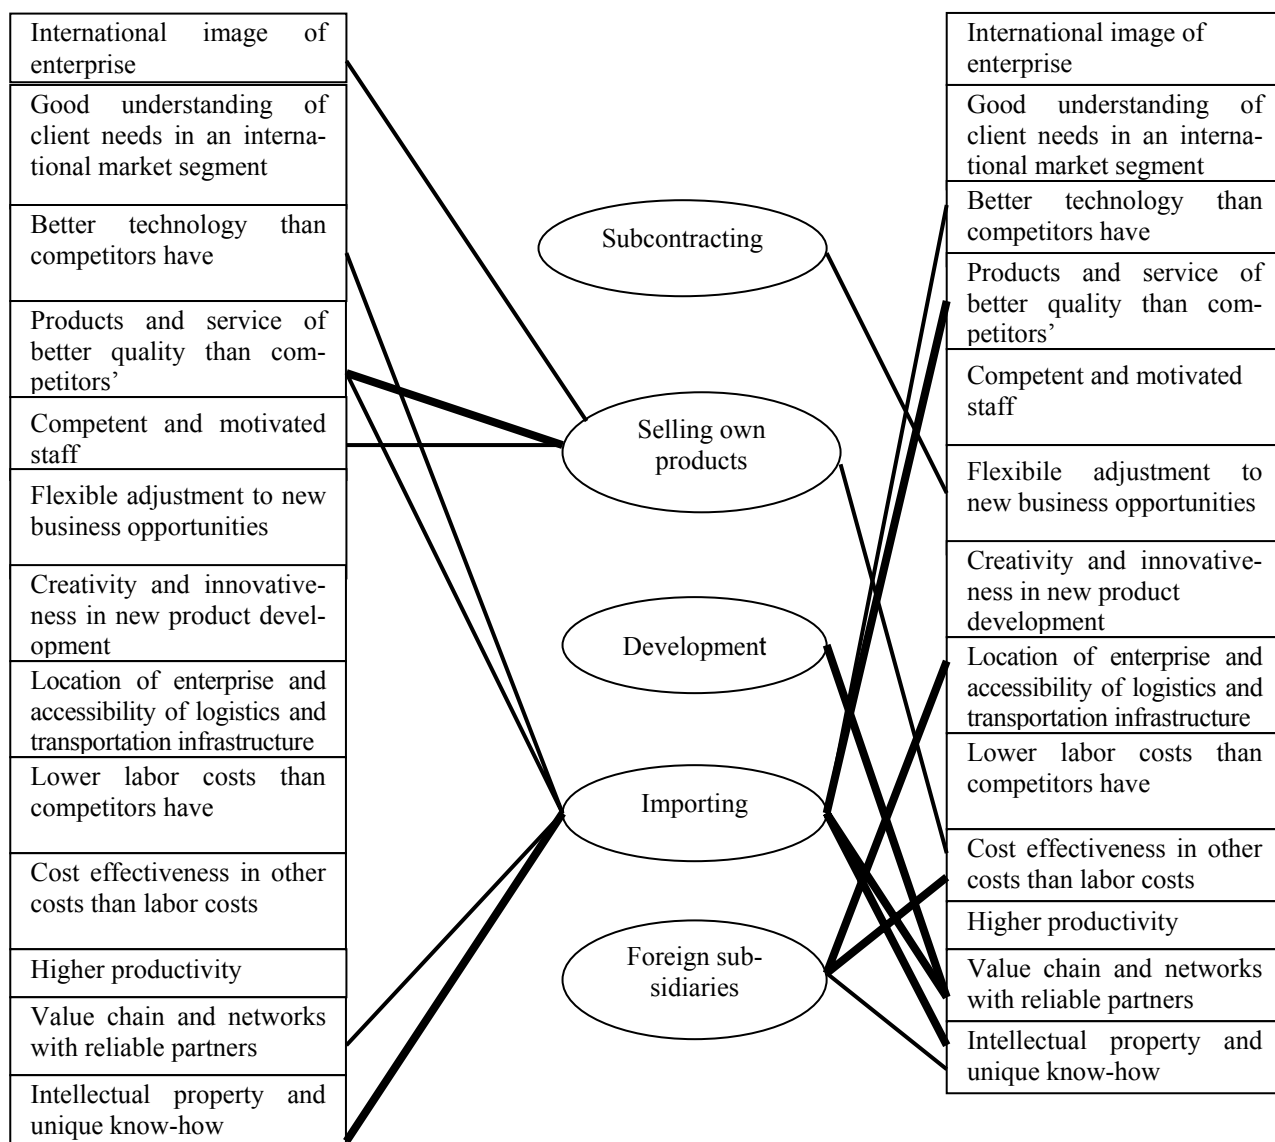 International image of
enterprise
Good understanding of
client needs in an interna-
tional market segment
Better technology than
competitors have
Products and service of
better quality than com-
petitors’
Competent and motivated
staff
Flexible adjustment to new
business opportunities
Creativity and innovative-
ness in new product devel-
opment
Location of enterprise and
accessibility of logistics and
transportation infrastructure
Lower labor costs than
competitors have
Cost effectiveness in other
costs than labor costs
Higher productivity
Value chain and networks
with reliable partners
Intellectual property and
unique know-how
Subcontracting
Selling own
products
Development
Importing
Foreign sub-
sidiaries
International image of
enterprise
Good understanding of
client needs in an interna-
tional market segment
Better technology than
competitors have
Products and service of
better quality than com-
petitors’
Competent and motivated
staff
Flexibile adjustment to
new business opportunities
Creativity and innovative-
ness in new product
development
Location of enterprise and
accessibility of logistics and
transportation infrastructure
Lower labor costs than
competitors have
Cost effectiveness in other
costs than labor costs
Higher productivity
Value chain and networks
with reliable partners
Intellectual property and
unique know-how